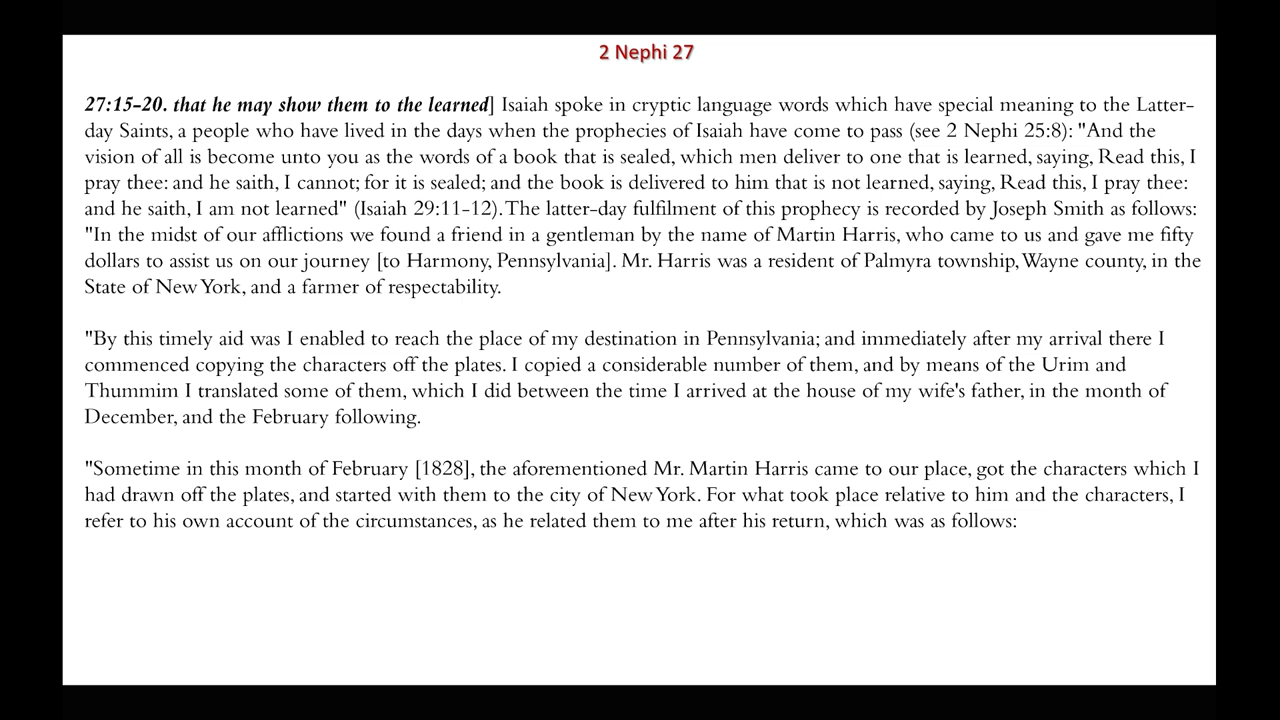 2 Nephi 27
27:15-20. that he may show them to the learned] Isaiah spoke in cryptic language words which have special meaning to the Latter-
day Saints, a people who have lived in the days when the prophecies of Isaiah have come to pass (see 2 Nephi 25:8): "And the
vision of all is become unto you as the words of a book that is sealed, which men deliver to one that is learned, saying, Read this, I
pray thee: and he saith, I cannot; for it is sealed; and the book is delivered to him that is not learned, saying, Read this, I pray thee:
and he saith, I am not learned" (Isaiah 29:11-12). The latter-day fulfilment of this prophecy is recorded by Joseph Smith as follows:
"In the midst of our afflictions we found a friend in a gentleman by the name of Martin Harris, who came to us and gave me fifty
dollars to assist us on our journey [to Harmony, Pennsylvania]. Mr. Harris was a resident of Palmyra township, Wayne county, in the
State of New York, and a farmer of respectability.
"By this timely aid was I enabled to reach the place of my destination in Pennsylvania; and immediately after my arrival there I
commenced copying the characters off the plates. I copied a considerable number of them, and by means of the Urim and
Thummim I translated some of them, which I did between the time I arrived at the house of my wife's father, in the month of
December, and the February following.
"Sometime in this month of February [1828], the aforementioned Mr. Martin Harris came to our place, got the characters which I
had drawn off the plates, and started with them to the city of New York. For what took place relative to him and the characters, I
refer to his own account of the circumstances, as he related them to me after his return, which was as follows: